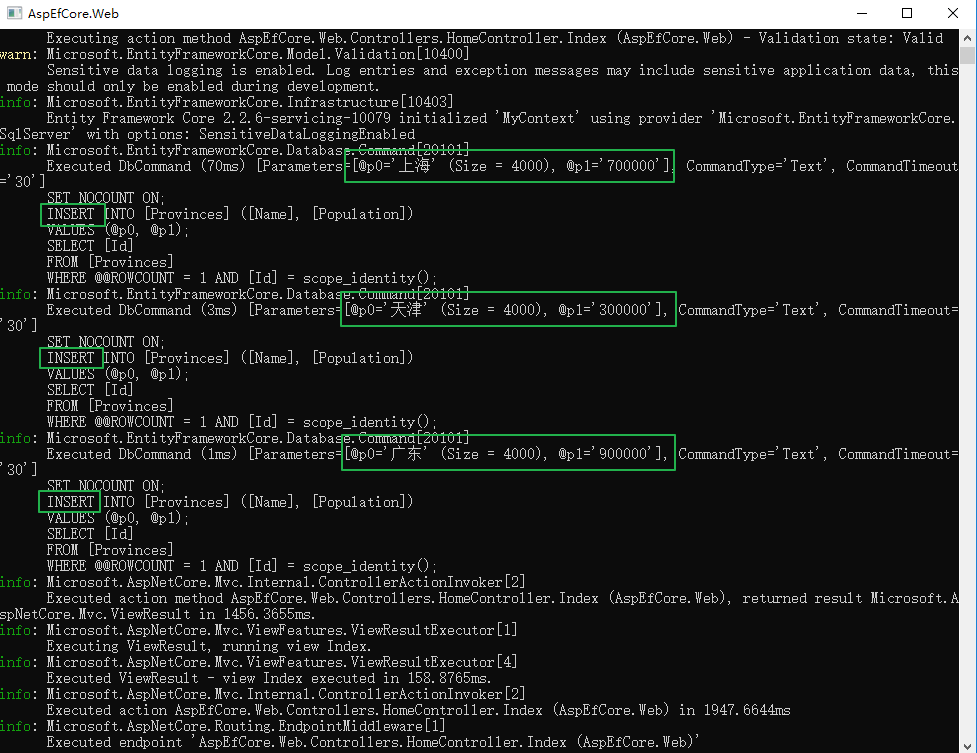 AspEfCore.Web
Executing action method AspEfCore.Web.Controllers.HomeController.Index (AspEfCore.Web) - Validation state: Valid
warn: Microsoft.EntityFrameworkCore.Model.Validation[10400]
Sensitive data logging is enabled. Log entries and exception messages may include sensitive application data, this
mode should only be enabled during development.
info: Microsoft.EntityFrameworkCore.Infrastructure[10403]
Entity Framework Core 2.2.6-servicing-10079 initialized 'MyContext' using provider 'Microsoft.EntityFrameworkCore.
SqlServer' with options: SensitiveDataLoggingEnabled
info: Microsoft.EntityFrameworkCore.Database.Command[20101]
Executed DbCommand (70ms) [Parameters=[@p0='上海' (Size = 4000), @p1='700000'], CommandType='Text', CommandTimeout
='30']
SET NOCOUNT ON;
INSERT INTO [Provinces] ([Name], [Population])
VALUES (@p0, @p1);
SELECT [Id]
FROM [Provinces]
WHERE @@ROWCOUNT = 1 AND [Id] = scope_identity();
info: Microsoft.EntityFrameworkCore.Database.Command[20101]
Executed DbCommand (3ms) [Parameters=[@p0='天津' (Size = 4000), @p1='300000'], CommandType='Text', CommandTimeout=
'30']
SET NOCOUNT ON;
INSERT INTO [Provinces] ([Name], [Population])
VALUES (@p0, @p1);
SELECT [Id]
FROM [Provinces]
WHERE @@ROWCOUNT = 1 AND [Id] = scope_identity();
info: Microsoft.EntityFrameworkCore.Database.Command[20101]
Executed DbCommand (1ms) [Parameters=[@p0='广东' (Size = 4000), @p1='900000'], CommandType='Text', CommandTimeout=
'30']
SET NOCOUNT ON;
INSERT INTO [Provinces] ([Name], [Population])
VALUES (@p0, @p1);
SELECT [Id]
FROM [Provinces]
WHERE @@ROWCOUNT = 1 AND [Id] = scope_identity();
info: Microsoft.AspNetCore.Mvc.Internal.ControllerActionInvoker[2]
Executed action method AspEfCore.Web.Controllers.HomeController.Index (AspEfCore.Web), returned result Microsoft.A
spNetCore.Mvc.ViewResult in 1456.3655ms.
info: Microsoft.AspNetCore.Mvc.ViewFeatures.ViewResultExecutor[1]
Executing ViewResult, running view Index.
info: Microsoft.AspNetCore.Mvc.ViewFeatures.ViewResultExecutor[4]
Executed ViewResult - view Index executed in 158.8765ms.
info: Microsoft.AspNetCore.Mvc.Internal.ControllerActionInvoker[2]
Executed action AspEfCore.Web.Controllers.HomeController.Index (AspEfCore.Web) in 1947.6644ms
info: Microsoft.AspNetCore.Routing.EndpointMiddleware[1]
Executed endpoint 'AspEfCore.Web.Controllers.HomeController.Index (AspEfCore.Web)'